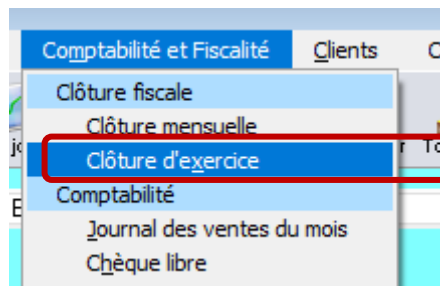 Comptabilité et Fiscalité Clients
Clôture fiscale
Clôture mensuelle
Clôture d'exercice
Comptabilité
Journal des ventes du mois
Chèque libre